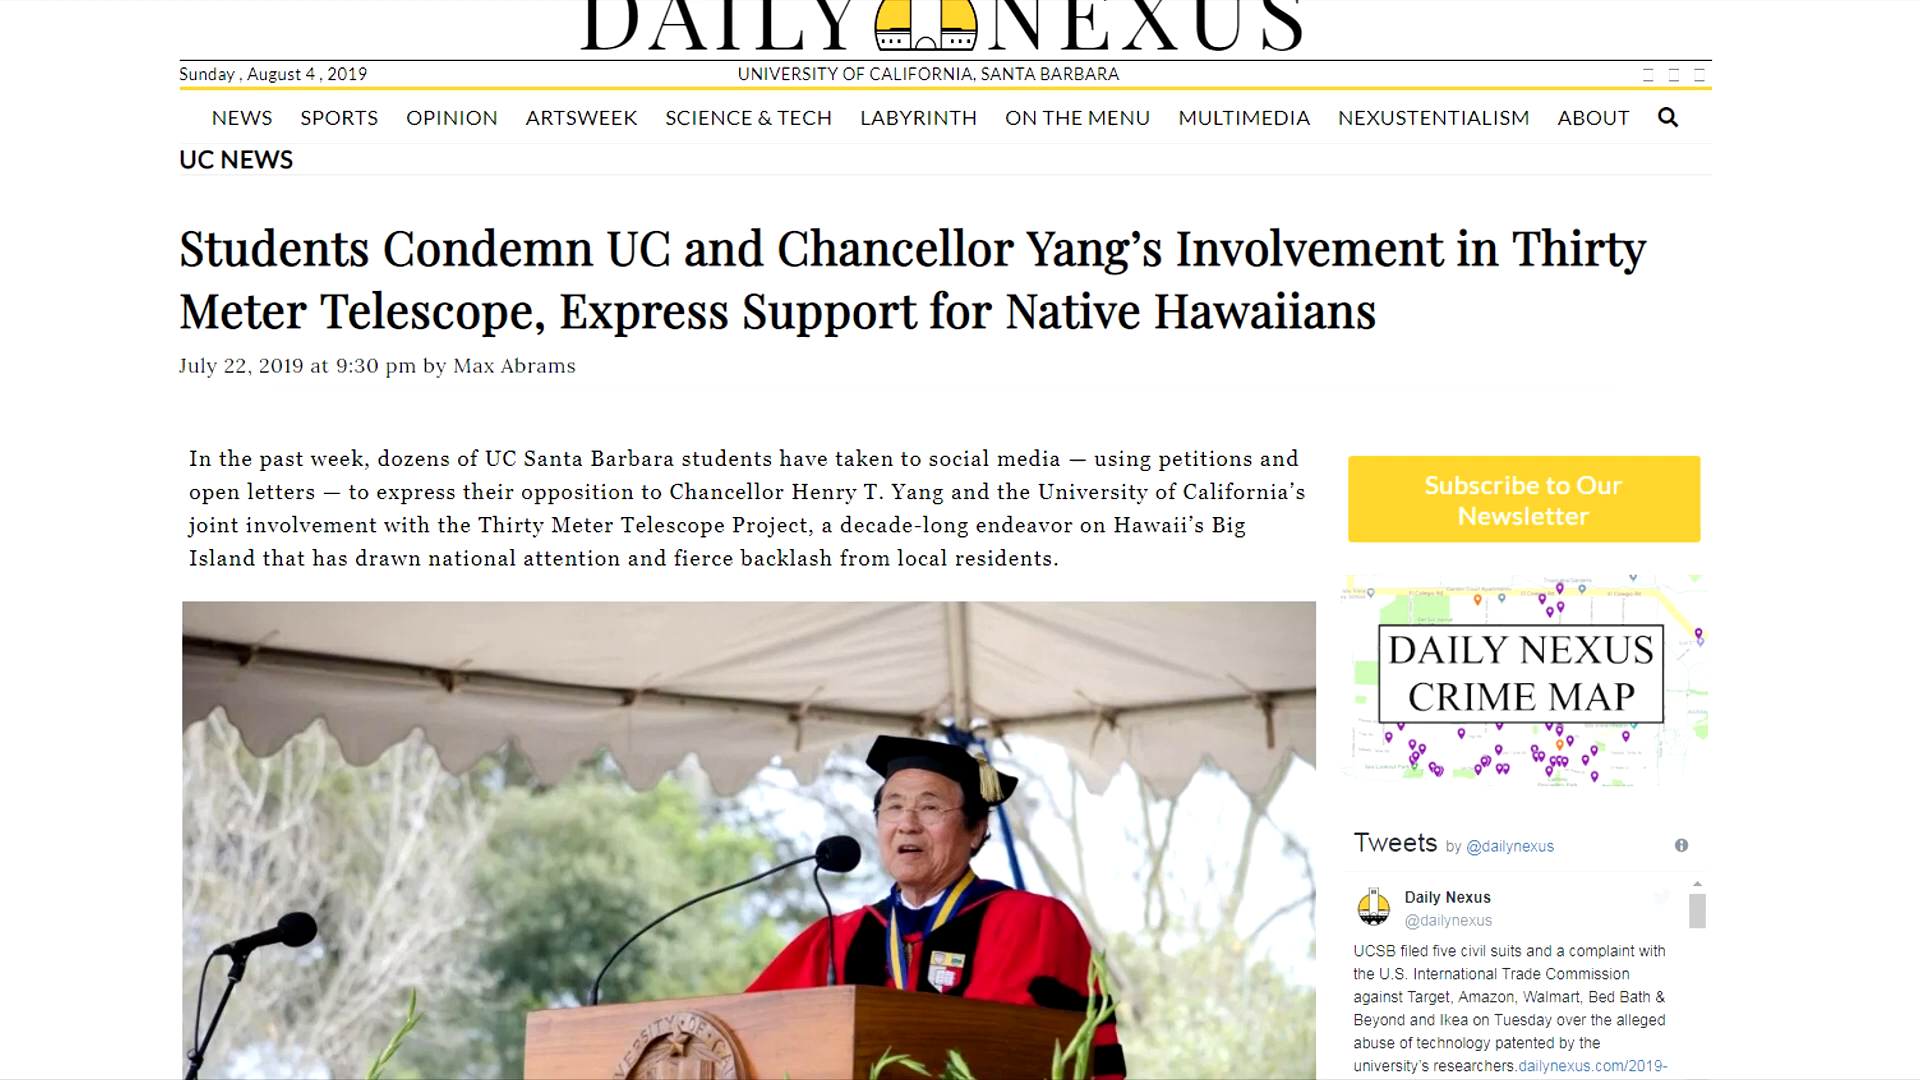 DAILY NEXUS
Sunday , August 4 , 2019
UNIVERSITY OF CALIFORNIA, SANTA BARBARA
NEWS SPORTS OPINION ARTSWEEK SCIENCE & TECH LABYRINTH ON THE MENU MULTIMEDIA NEXUSTENTIALISM ABOUT
UC NEWS
Students Condemn UC and Chancellor Yang’s Involvement in Thirty
Meter Telescope, Express Support for Native Hawaiians
July 22, 2019 at 9:30 pm by Max Abrams
In the past week, dozens of UC Santa Barbara students have taken to social media — using petitions and
open letters — to express their opposition to Chancellor Henry T. Yang and the University of California’s
joint involvement with the Thirty Meter Telescope Project, a decade-long endeavor on Hawaii’s Big
Island that has drawn national attention and fierce backlash from local residents.
Subscribe to Our
Newsletter
DAILY NEXUS
CRIME MAP
Tweets by @dailynexus
Daily Nexus
@dailynexus
UCSB filed five civil suits and a complaint with
the U.S. International Trade Commission
against Target, Amazon, Walmart, Bed Bath &
Beyond and Ikea on Tuesday over the alleged
abuse of technology patented by the
university’s researchers.dailynexus.com/2019-